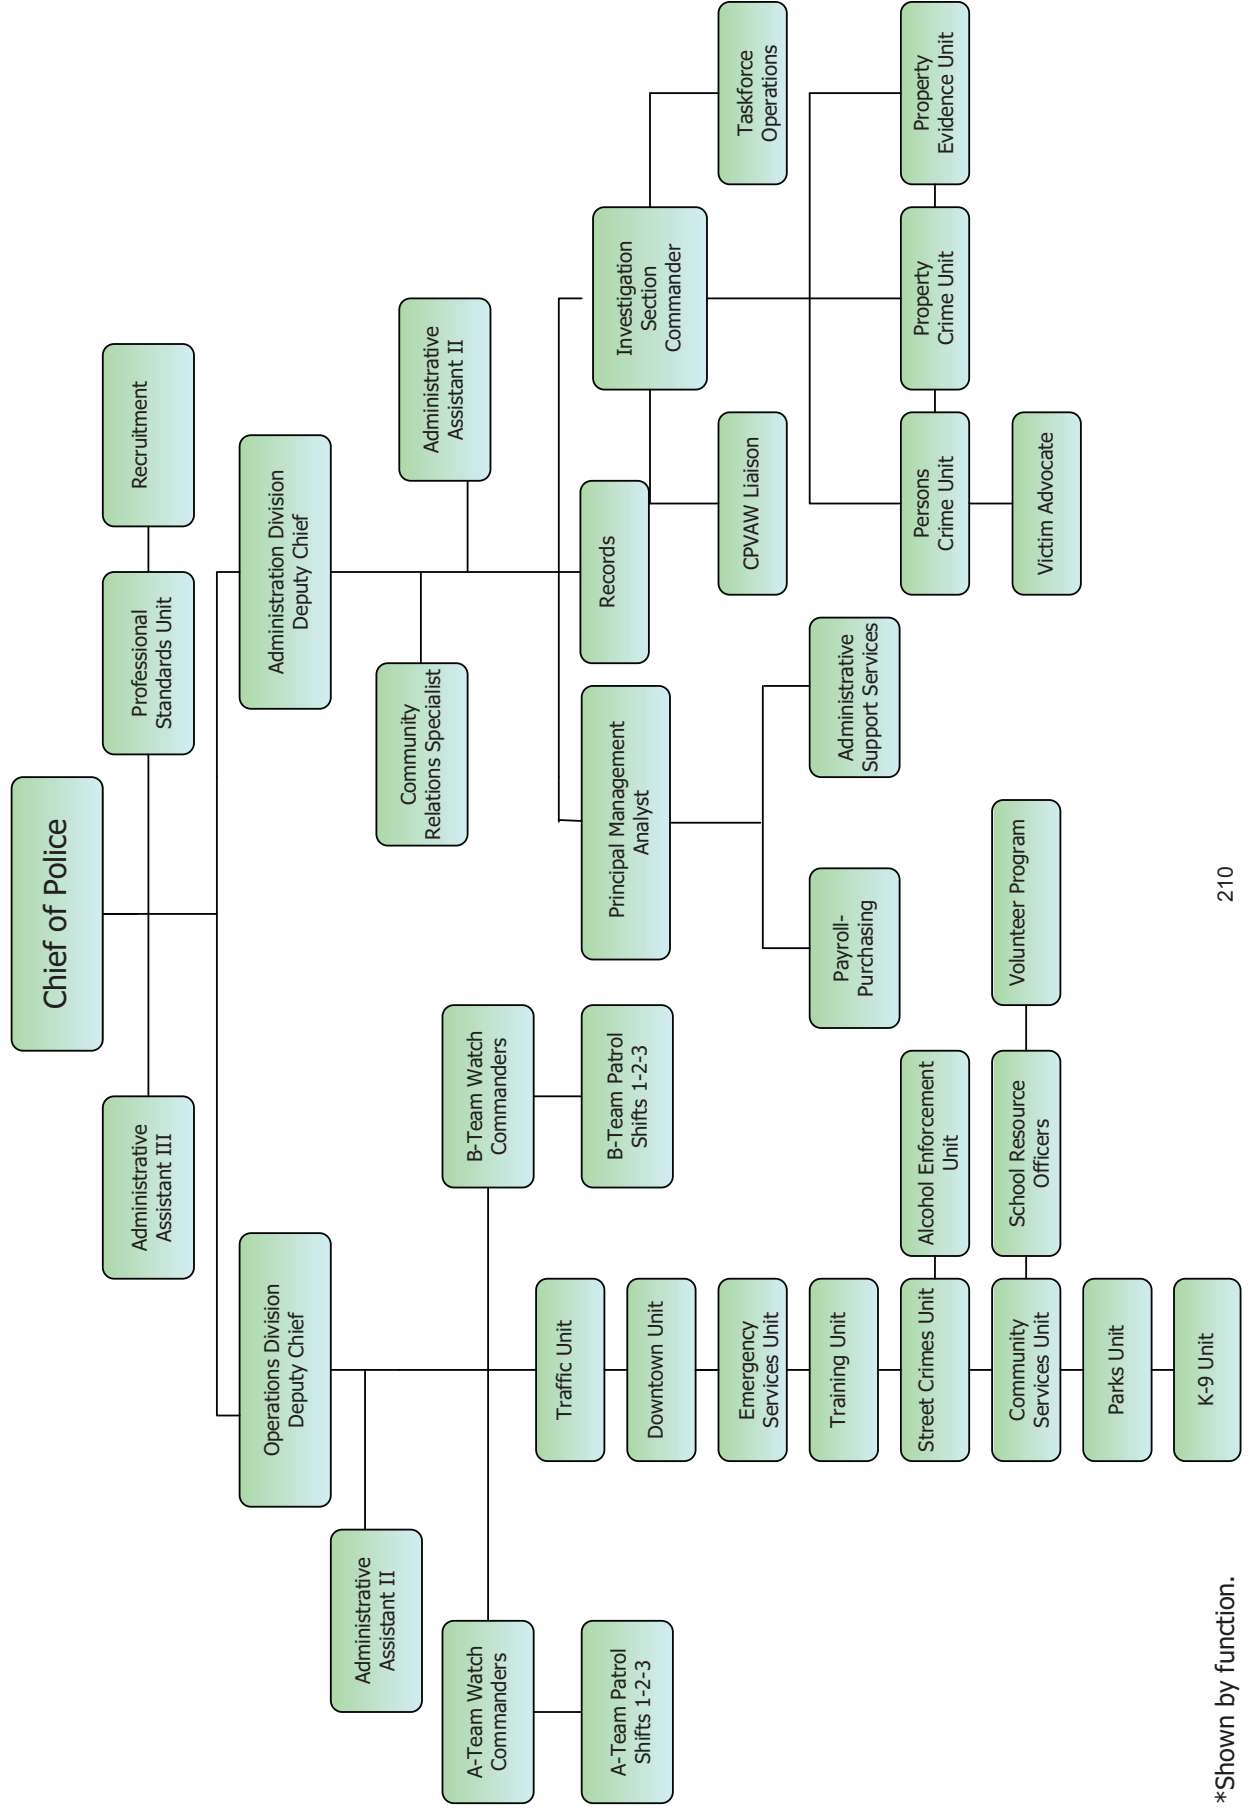 Chief of Police
Administrative
Assistant III
Professional
Standards Unit
Recruitment
Operations Division
Deputy Chief
Administration Division
Deputy Chief
Administrative
Assistant II
Community
Relations Specialist
Administrative
Assistant II
A-Team Watch
Commanders
B-Team Watch
Commanders
A-Team Patrol
Shifts 1-2-3
B-Team Patrol
Shifts 1-2-3
Traffic Unit
Downtown Unit
Emergency
Services Unit
Training Unit
Street Crimes Unit
Alcohol Enforcement
Unit
Community
Services Unit
School Resource
Officers
Volunteer Program
Parks Unit
K-9 Unit
Principal Management
Analyst
Payroll-
Purchasing
Administrative
Support Services
Records
Investigation
Section
Commander
CPVAW Liaison
Taskforce
Operations
Persons
Crime Unit
Property
Crime Unit
Property
Evidence Unit
Victim Advocate
*Shown by function.
210